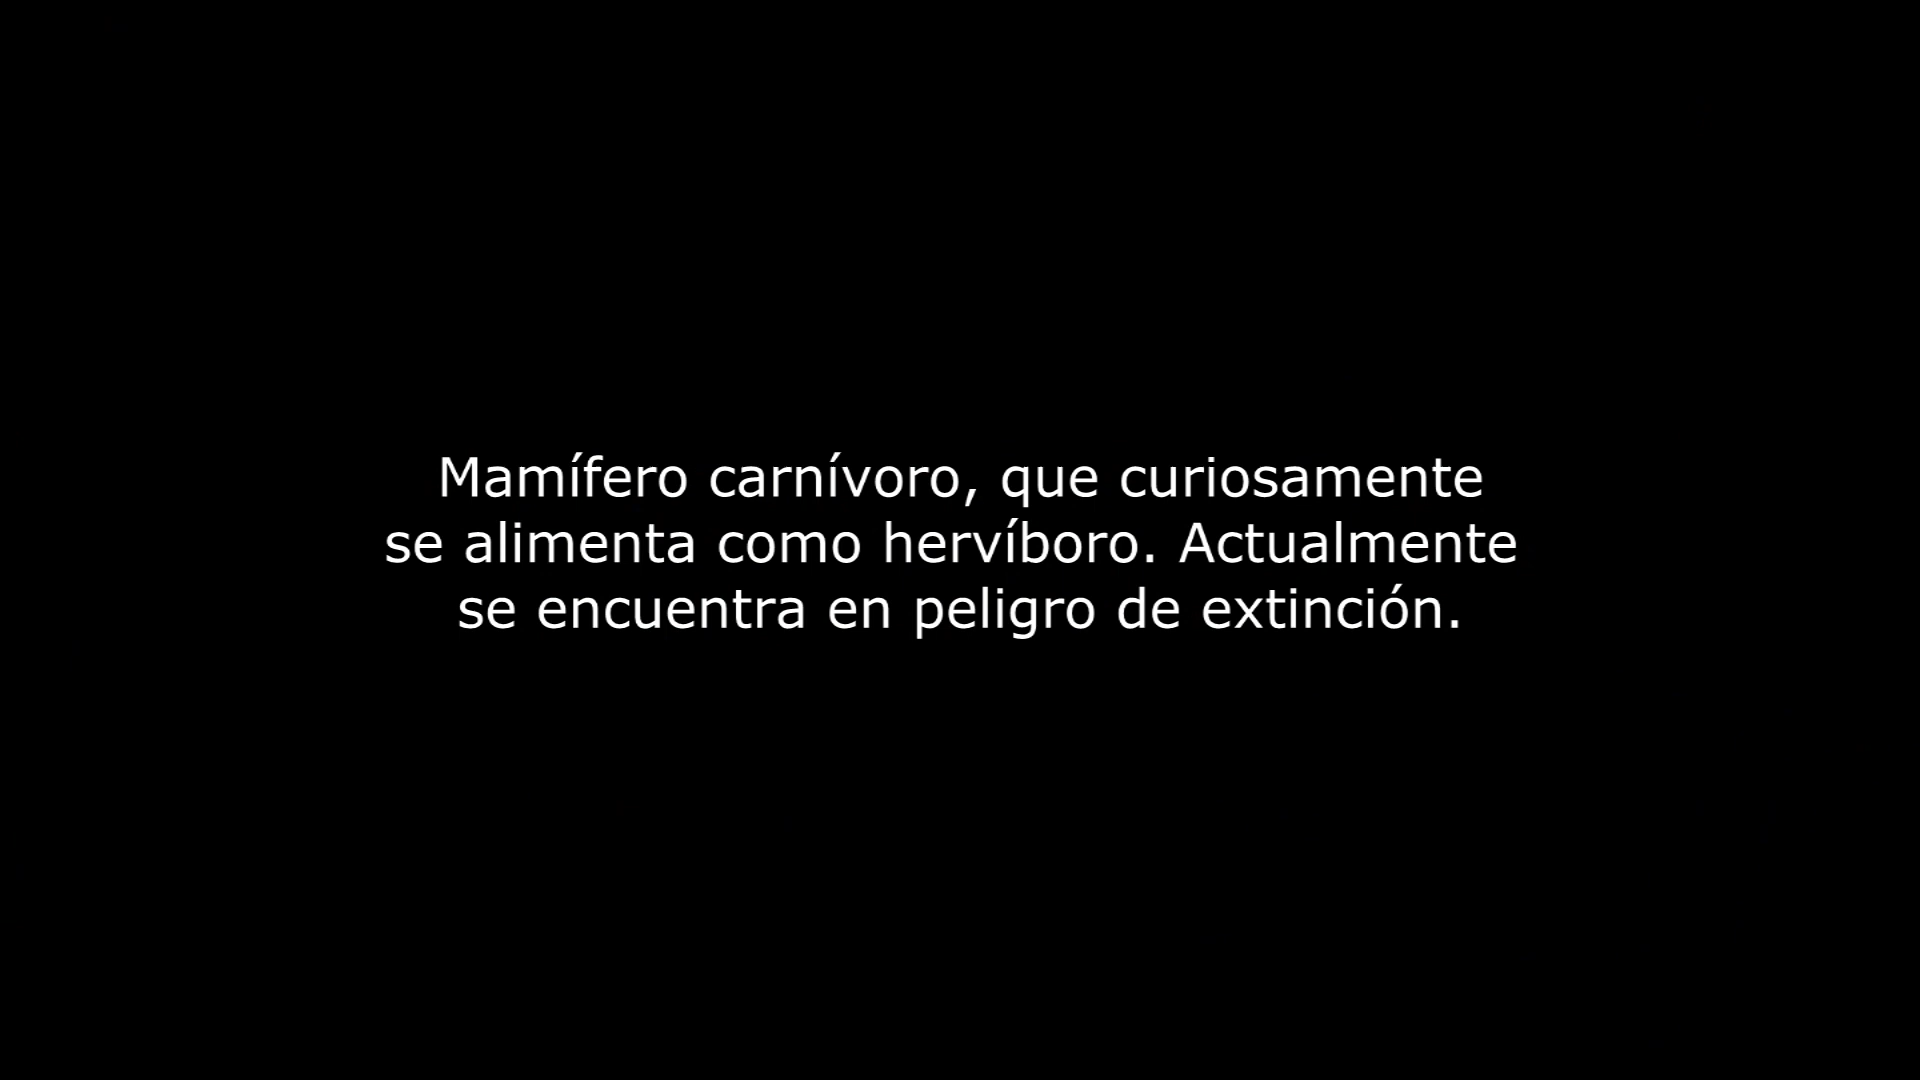 Mamífero carnívoro, que curiosamente
se alimenta como hervíboro. Actualmente
se encuentra en peligro de extinción.